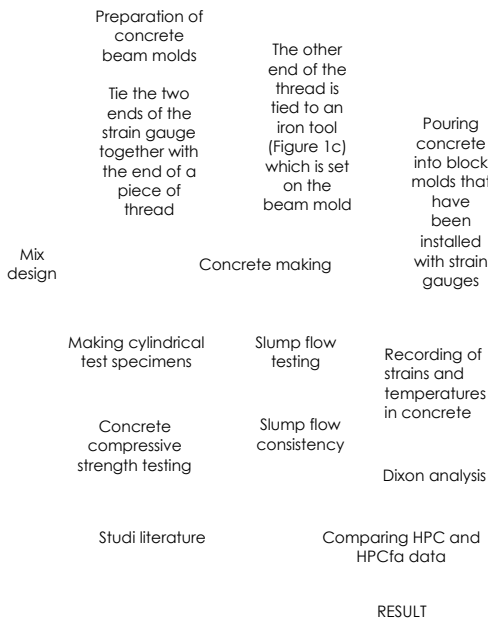 Preparation of
concrete
beam molds
Tie the two
ends of the
strain gauge
together with
the end of a
piece of
thread
The other
end of the
thread is
tied to an
iron tool
(Figure 1c)
which is set
on the
beam mold
Pouring
concrete
into block
molds that
have
been
installed
with strain
gauges
Mix
design
Concrete making
Making cylindrical
test specimens
Slump flow
testing
Recording of
strains and
temperatures
in concrete
Concrete
compressive
strength testing
Slump flow
consistency
Dixon analysis
Studi literature
Comparing HPC and
HPCfa data
RESULT